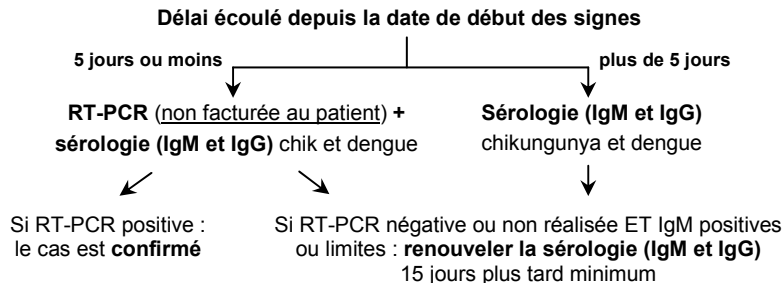 Délai écoulé depuis la date de début des signes
5 jours ou moins
plus de 5 jours
RT-PCR (non facturée au patient) +
sérologie (IgM et IgG) chik et dengue
Sérologie (IgM et IgG)
chikungunya et dengue
Si RT-PCR positive :
le cas est confirmé
Si RT-PCR négative ou non réalisée ET IgM positives
ou limites : renouveler la sérologie (IgM et IgG)
15 jours plus tard minimum